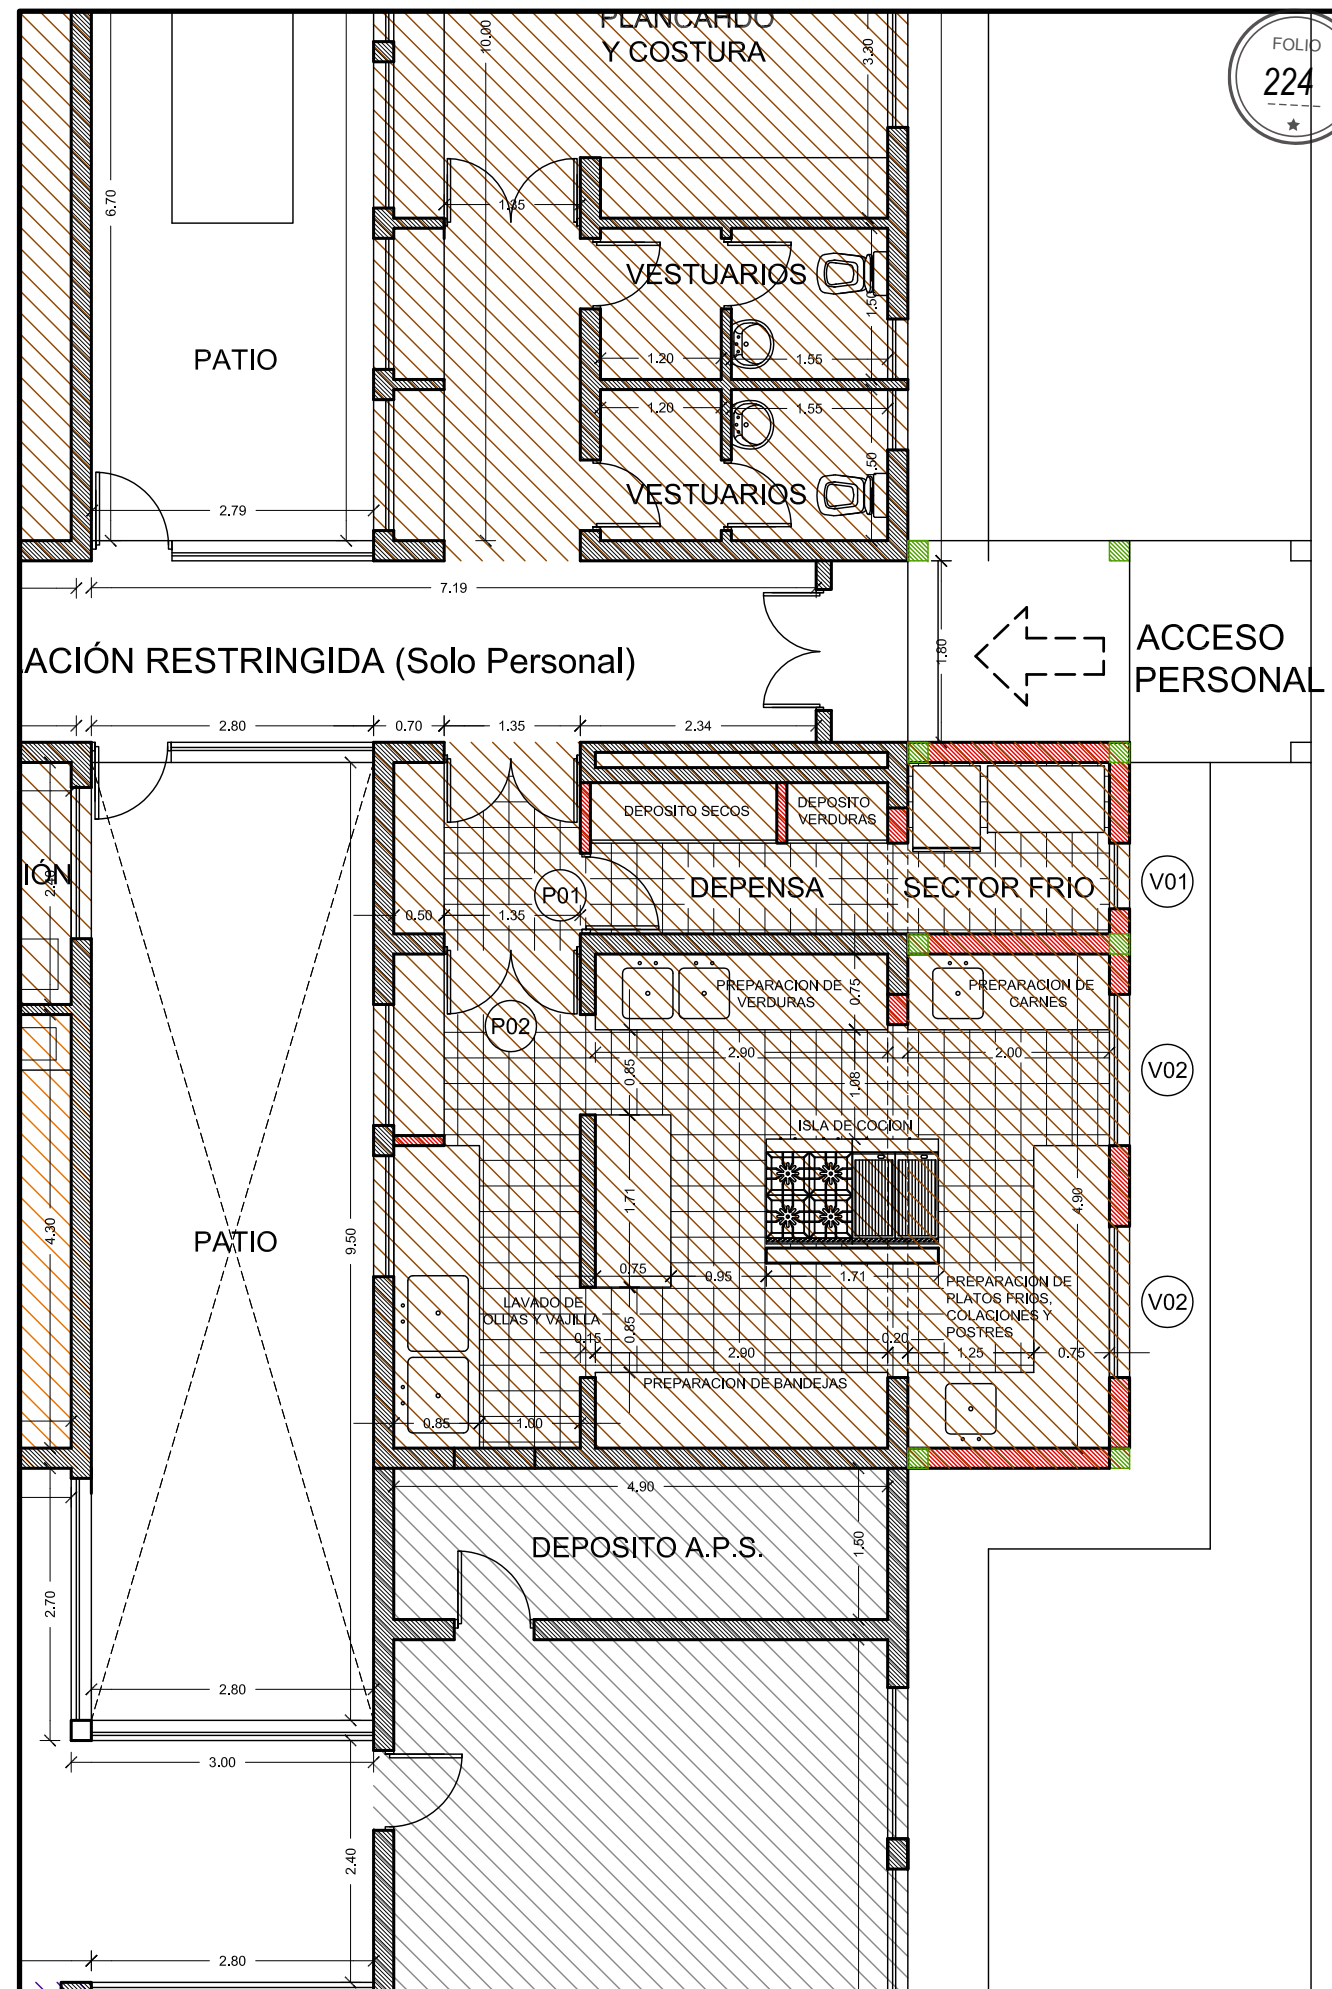 PLANCAHDO
Y COSTURA
FOLIO
224
10.00
3.30
6.70
1.35
VESTUARIOS
1.50
PATIO
1.20
1.55
1.20
1.55
1.50
VESTUARIOS
2.79
7.19
ACIÓN RESTRINGIDA (Solo Personal)
1.80
ACCESO
PERSONAL
2.80
0.70
1.35
2.34
DEPOSITO SECOS
DEPOSITO
VERDURAS
IÓN
2.40
P01
DEPENSA
SECTOR FRIO
V01
0.50
1.35
PREPARACION DE
VERDURAS
0.75
PREPARACION DE
CARNES
P02
2.90
2.00
V02
0.85
1.08
ISLA DE COCION
1.71
4.90
4.30
PATIO
9.50
0.75
0.95
1.71
PREPARACION DE
PLATOS FRIOS,
COLACIONES Y
POSTRES
V02
LAVADO DE
OLLAS Y VAJILLA
0.85
0.15
2.90
0.20
1.25
0.75
PREPARACION DE BANDEJAS
0.85
1.00
4.90
DEPOSITO A.P.S.
1.50
2.70
2.80
3.00
2.40
2.80